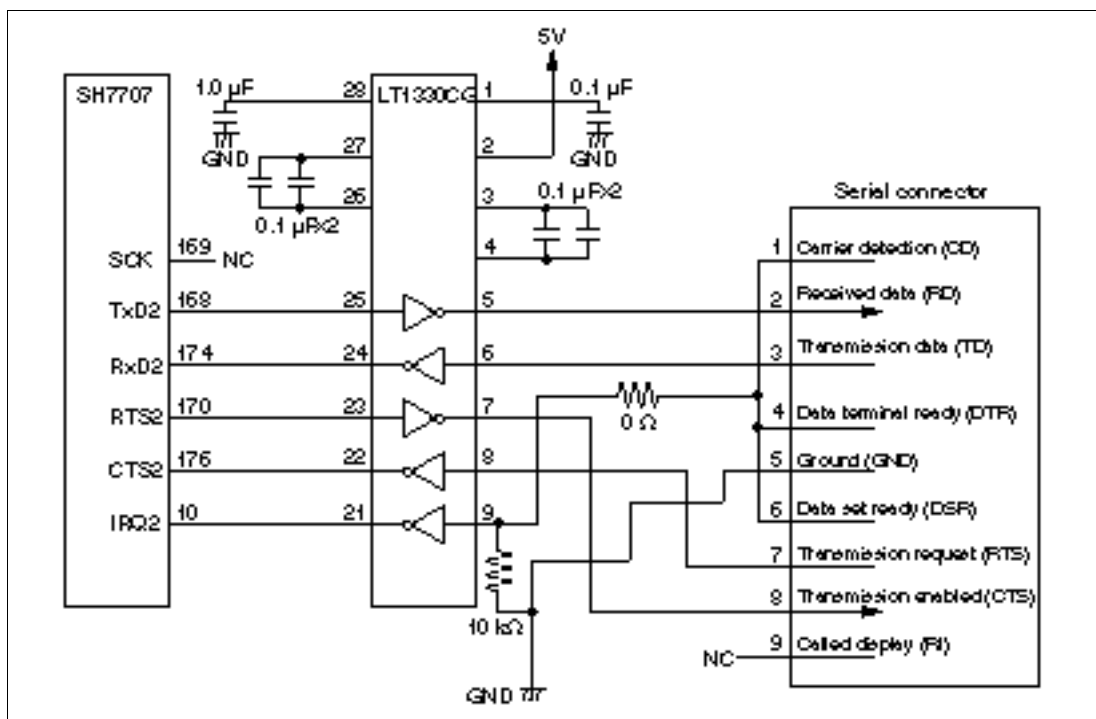 5V
SH7707
1.0 µF
28
LT1330CG
1
0.1 µF
GND
27
2
GND
26
3
0.1 µFx2
0.1 µFx2
4
Serial connector
SCK
169
NC
1
Carrier detection (CD)
TxD2
168
25
5
2
Received data (RD)
RxD2
174
24
6
3
Transmission data (TD)
RTS2
170
23
7
0 Ω
4
Data terminal ready (DTR)
CTS2
176
22
8
5
Ground (GND)
IRQ2
10
21
9
6
Data set ready (DSR)
7
Transmission request (RTS)
8
Transmission enabled (CTS)
10 kΩ
NC
9
Called display (RI)
GND